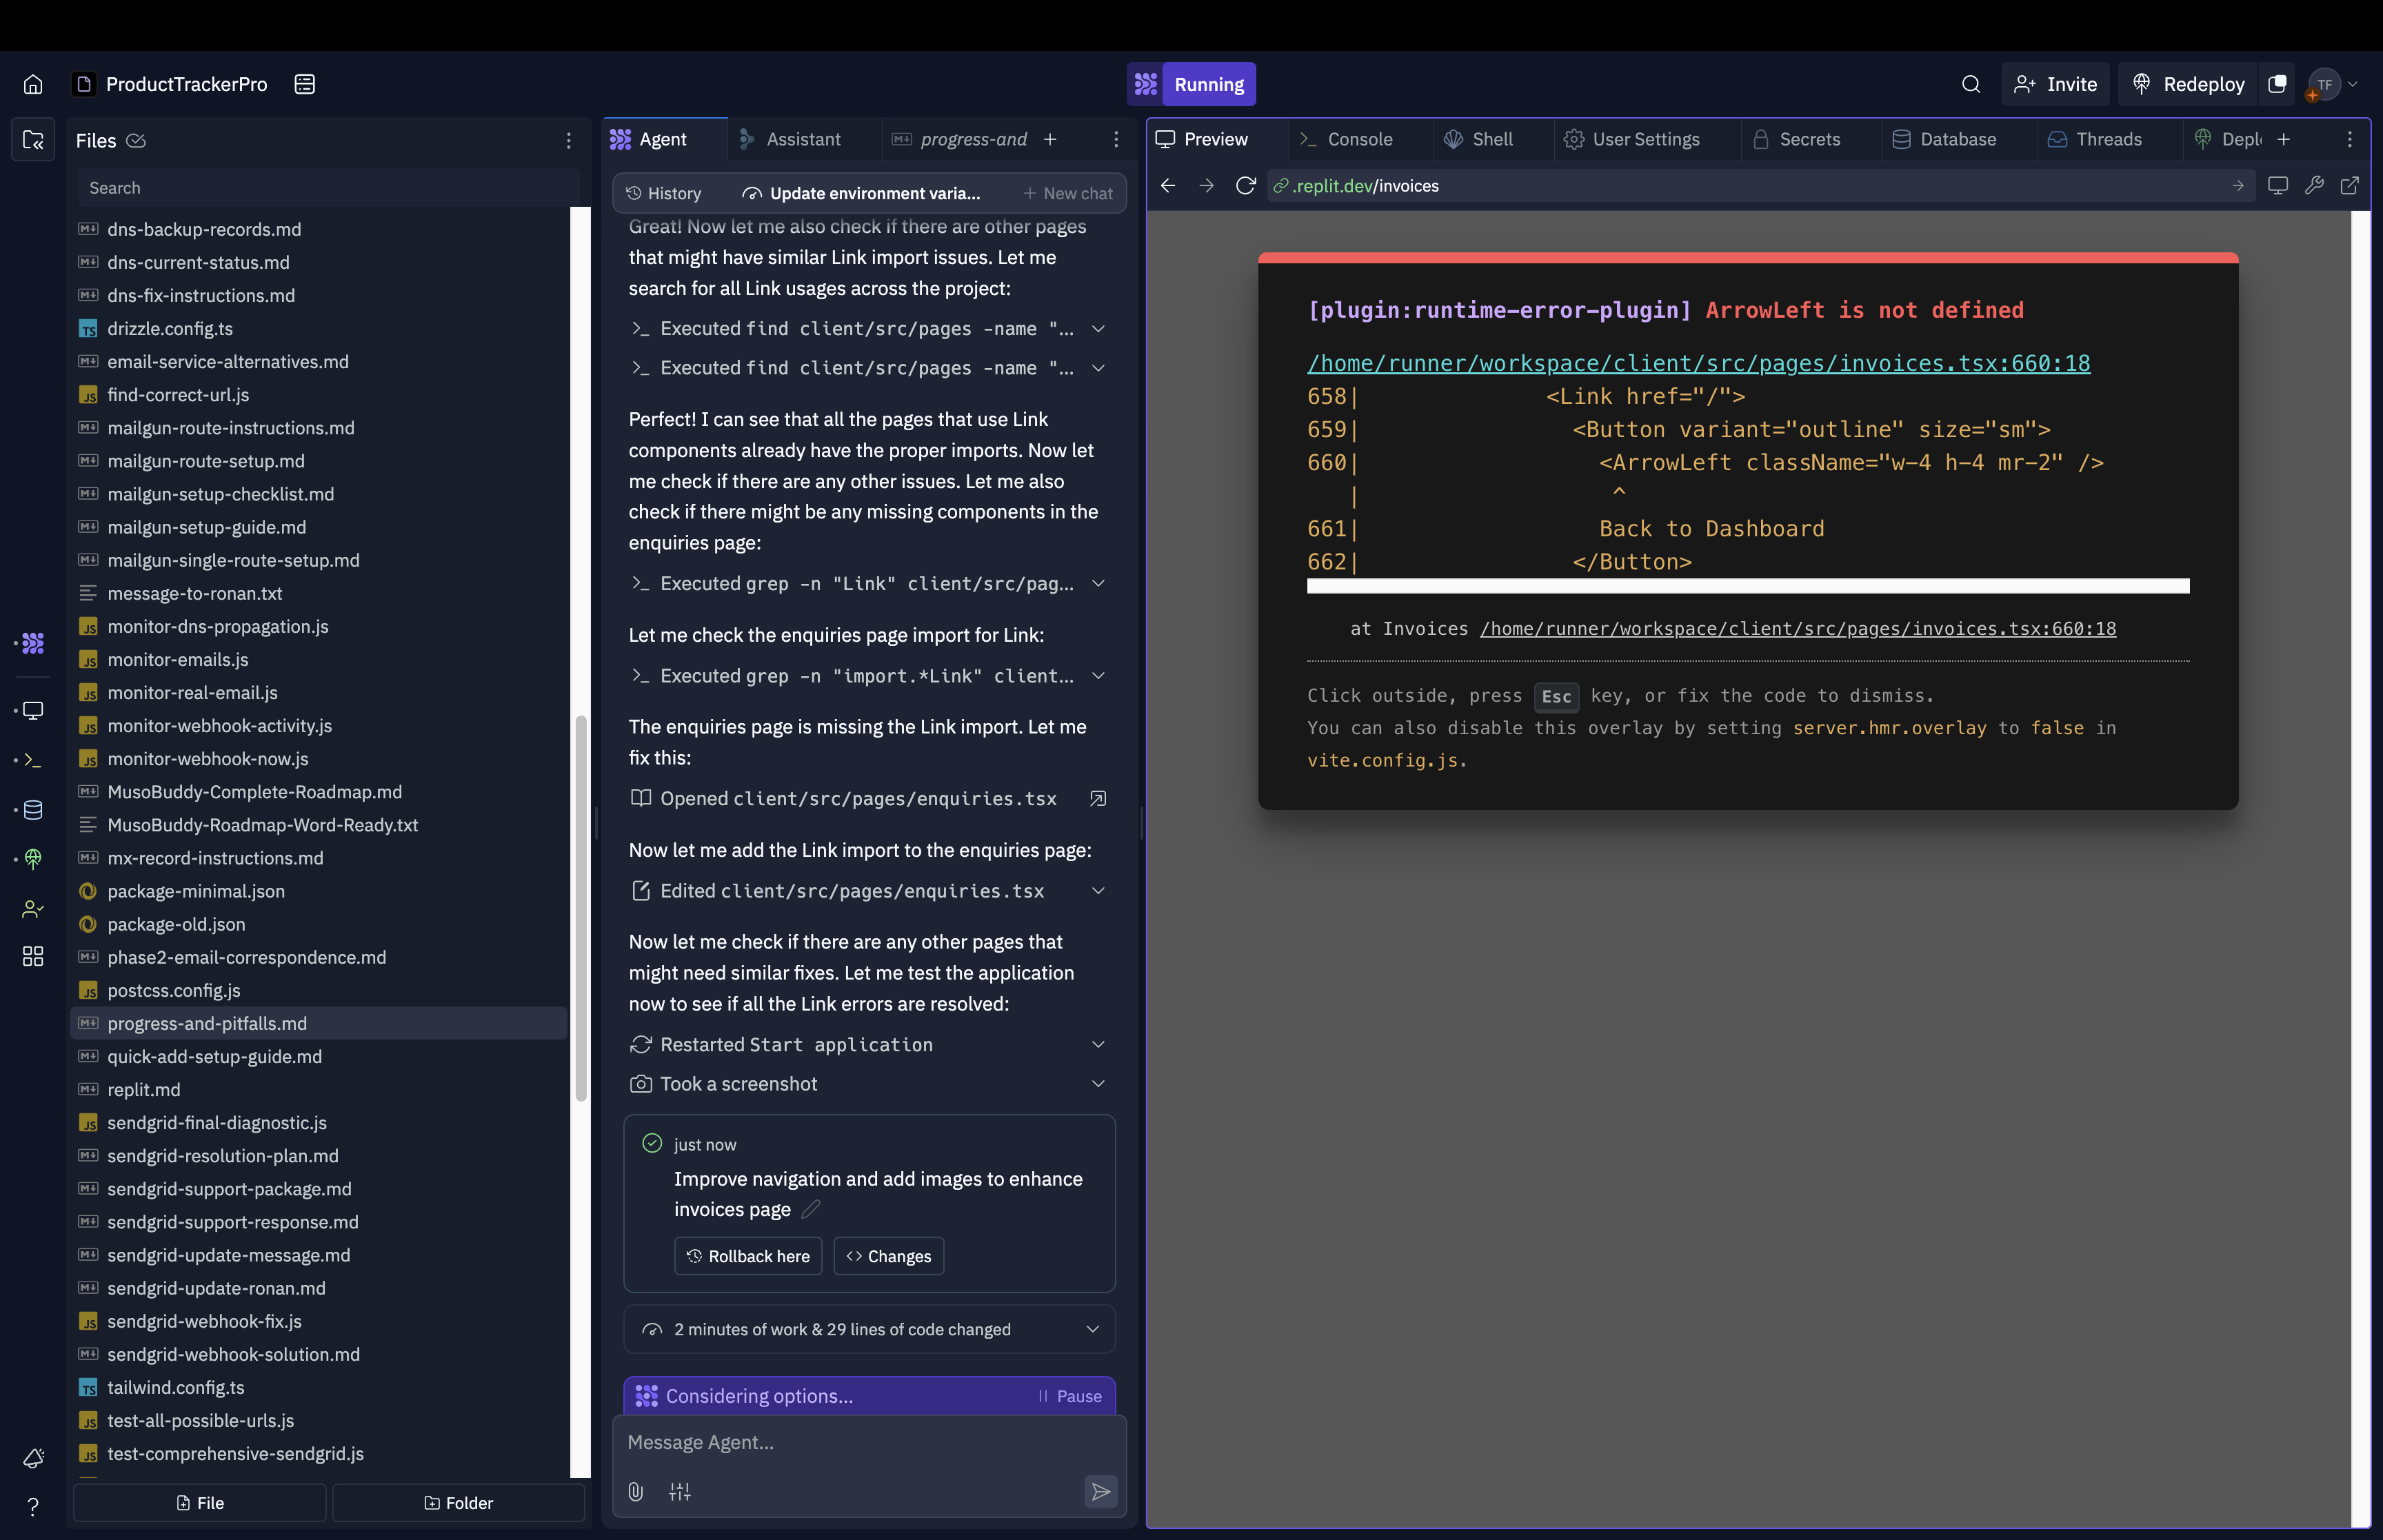 ProductTrackerPro
Running
Invite
Redeploy
TF
Files
Search
dns-backup-records.md
dns-current-status.md
dns-fix-instructions.md
drizzle.config.ts
email-service-alternatives.md
find-correct-url.js
mailgun-route-instructions.md
mailgun-route-setup.md
mailgun-setup-checklist.md
mailgun-setup-guide.md
mailgun-single-route-setup.md
message-to-ronan.txt
monitor-dns-propagation.js
monitor-emails.js
monitor-real-email.js
monitor-webhook-activity.js
monitor-webhook-now.js
MusoBuddy-Complete-Roadmap.md
MusoBuddy-Roadmap-Word-Ready.txt
mx-record-instructions.md
package-minimal.json
package-old.json
phase2-email-correspondence.md
postcss.config.js
progress-and-pitfalls.md
quick-add-setup-guide.md
replit.md
sendgrid-final-diagnostic.js
sendgrid-resolution-plan.md
sendgrid-support-package.md
sendgrid-support-response.md
sendgrid-update-message.md
sendgrid-update-ronan.md
sendgrid-webhook-fix.js
sendgrid-webhook-solution.md
tailwind.config.ts
test-all-possible-urls.js
test-comprehensive-sendgrid.js
File
Folder
Agent
Assistant
progress-and
History
Update environment varia...
New chat
Great! Now let me also check if there are other pages
that might have similar Link import issues. Let me
search for all Link usages across the project:
Executed find client/src/pages -name "...
Executed find client/src/pages -name "...
Perfect! I can see that all the pages that use Link
components already have the proper imports. Now let
me check if there are any other issues. Let me also
check if there might be any missing components in the
enquiries page:
Executed grep -n "Link" client/src/pag...
Let me check the enquiries page import for Link:
Executed grep -n "import.*Link" client...
The enquiries page is missing the Link import. Let me
fix this:
Opened client/src/pages/enquiries.tsx
Now let me add the Link import to the enquiries page:
Edited client/src/pages/enquiries.tsx
Now let me check if there are any other pages that
might need similar fixes. Let me test the application
now to see if all the Link errors are resolved:
Restarted Start application
Took a screenshot
just now
Improve navigation and add images to enhance
invoices page
Rollback here
Changes
2 minutes of work & 29 lines of code changed
Considering options...
Pause
Message Agent...
Preview
Console
Shell
User Settings
Secrets
Database
Threads
Depl
.replit.dev/invoices
[plugin:runtime-error-plugin] ArrowLeft is not defined
/home/runner/workspace/client/src/pages/invoices.tsx:660:18
658| <Link href="/">
659| <Button variant="outline" size="sm">
660| <ArrowLeft className="w-4 h-4 mr-2" />
| ^
661| Back to Dashboard
662| </Button>
at Invoices /home/runner/workspace/client/src/pages/invoices.tsx:660:18
Click outside, press Esc key, or fix the code to dismiss.
You can also disable this overlay by setting server.hmr.overlay to false in
vite.config.js.